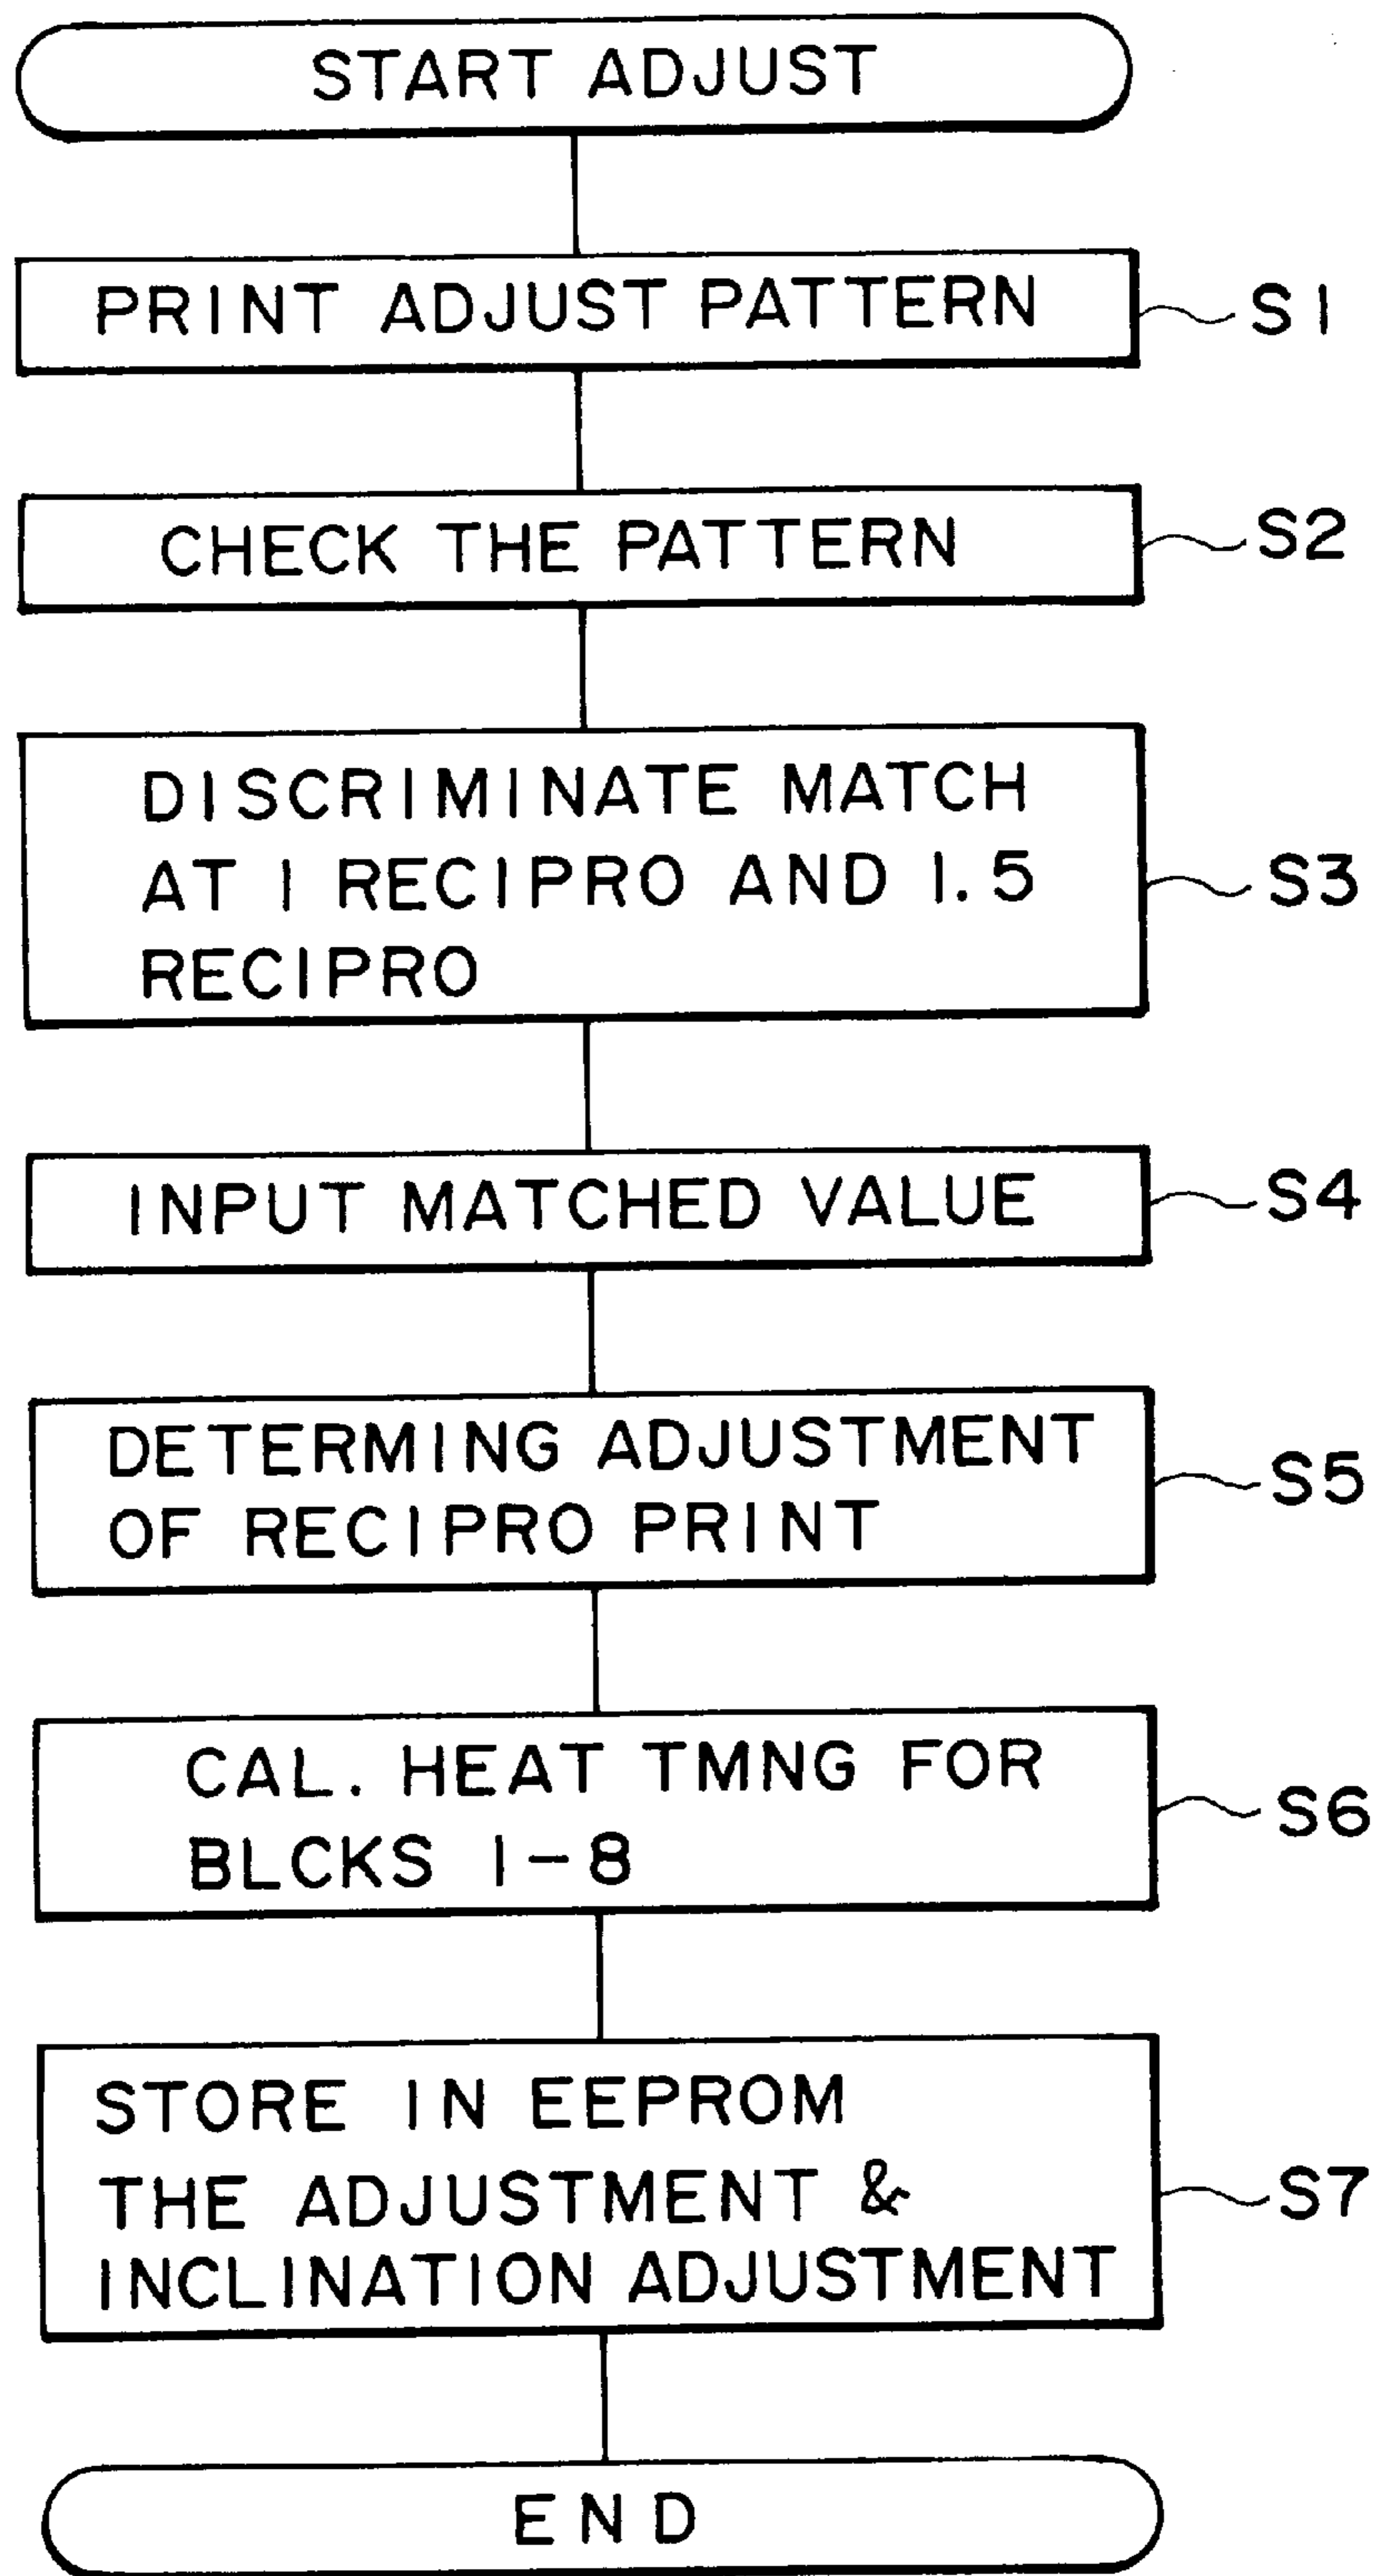 START ADJUST
PRINT ADJUST PATTERN
S1
CHECK THE PATTERN
S2
DISCRIMINATE MATCH
AT 1 RECIPRO AND 1.5
RECIPRO
S3
INPUT MATCHED VALUE
S4
DETERMING ADJUSTMENT
OF RECIPRO PRINT
S5
CAL. HEAT TMNG FOR
BLCKS 1-8
S6
STORE IN EEPROM
THE ADJUSTMENT &
INCLINATION ADJUSTMENT
S7
END